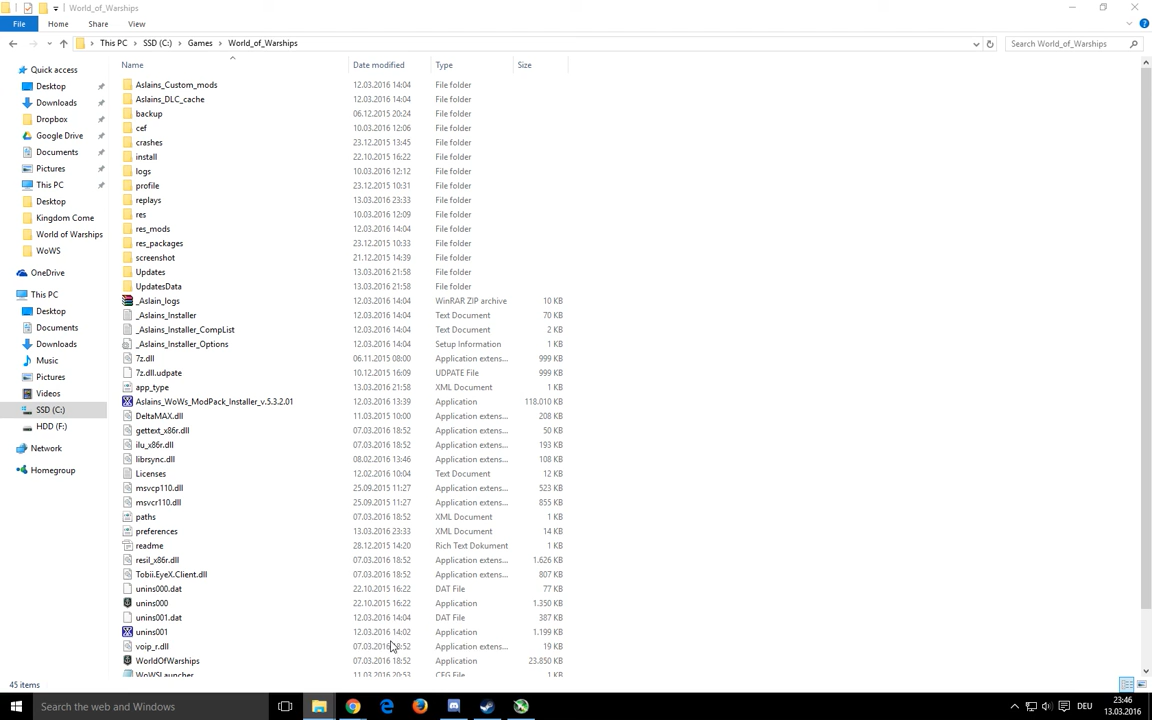 World_of_Warships
File Home Share View
This PC SSD (C:) Games World_of_Warships Search World_of_Warships
Name Date modified Type Size
Quick access
Desktop
Downloads
Dropbox
Google Drive
Documents
Pictures
This PC
Desktop
Kingdom Come
World of Warships
WoWS
OneDrive
This PC
Desktop
Documents
Downloads
Music
Pictures
Videos
SSD (C:)
HDD (F:)
Network
Homegroup
Aslains_Custom_mods 12.03.2016 14:04 File folder
Aslains_DLC_cache 12.03.2016 14:04 File folder
backup 06.12.2015 20:24 File folder
cef 10.03.2016 12:06 File folder
crashes 23.12.2015 13:45 File folder
install 22.10.2015 16:22 File folder
logs 10.03.2016 12:12 File folder
profile 23.12.2015 10:31 File folder
replays 13.03.2016 23:33 File folder
res 10.03.2016 12:09 File folder
res_mods 12.03.2016 14:04 File folder
res_packages 23.12.2015 10:33 File folder
screenshot 21.12.2015 14:39 File folder
Updates 13.03.2016 21:58 File folder
UpdatesData 13.03.2016 21:58 File folder
_Aslain_logs 12.03.2016 14:04 WinRAR ZIP archive 10 KB
_Aslains_Installer 12.03.2016 14:04 Text Document 70 KB
_Aslains_Installer_CompList 12.03.2016 14:04 Text Document 2 KB
_Aslains_Installer_Options 12.03.2016 14:04 Setup Information 1 KB
7z.dll 06.11.2015 08:00 Application extens... 999 KB
7z.dll.udpate 10.12.2015 16:09 UDPATE File 999 KB
app_type 13.03.2016 21:58 XML Document 1 KB
Aslains_WoWs_ModPack_Installer_v.5.3.2.01 12.03.2016 13:39 Application 118.010 KB
DeltaMAX.dll 11.03.2015 10:00 Application extens... 208 KB
gettext_x86r.dll 07.03.2016 18:52 Application extens... 50 KB
ilu_x86r.dll 07.03.2016 18:52 Application extens... 193 KB
librsync.dll 08.02.2016 13:46 Application extens... 108 KB
Licenses 12.02.2016 10:04 Text Document 12 KB
msvcp110.dll 25.09.2015 11:27 Application extens... 523 KB
msvcr110.dll 25.09.2015 11:27 Application extens... 855 KB
paths 07.03.2016 18:52 XML Document 1 KB
preferences 13.03.2016 23:33 XML Document 14 KB
readme 28.12.2015 14:20 Rich Text Dokument 1 KB
resil_x86r.dll 07.03.2016 18:52 Application extens... 1.626 KB
Tobii.EyeX.Client.dll 07.03.2016 18:52 Application extens... 807 KB
unins000.dat 22.10.2015 16:22 DAT File 77 KB
unins000 22.10.2015 16:22 Application 1.350 KB
unins001.dat 12.03.2016 14:04 DAT File 387 KB
unins001 12.03.2016 14:02 Application 1.199 KB
voip_r.dll 07.03.2016 18:52 Application extens... 19 KB
WorldOfWarships 07.03.2016 18:52 Application 23.850 KB
WoWSLauncher 11.03.2016 20:53 CFG File 1 KB
45 items
Search the web and Windows
DEU
23:46
13.03.2016